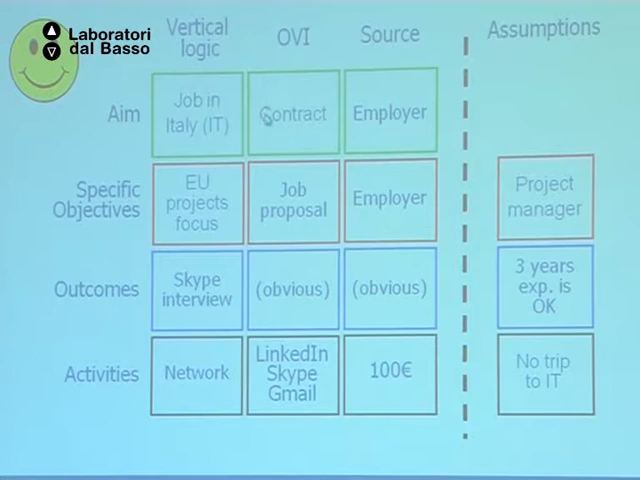 Laboratori
dal Basso
Vertical
logic
OVI
Source
Assumptions
Aim
Job in
Italy (IT)
Contract
Employer
Specific
Objectives
EU
projects
focus
Job
proposal
Employer
Project
manager
Outcomes
Skype
interview
(obvious)
(obvious)
3 years
exp. is
OK
Activities
Network
LinkedIn
Skype
Gmail
100€
No trip
to IT